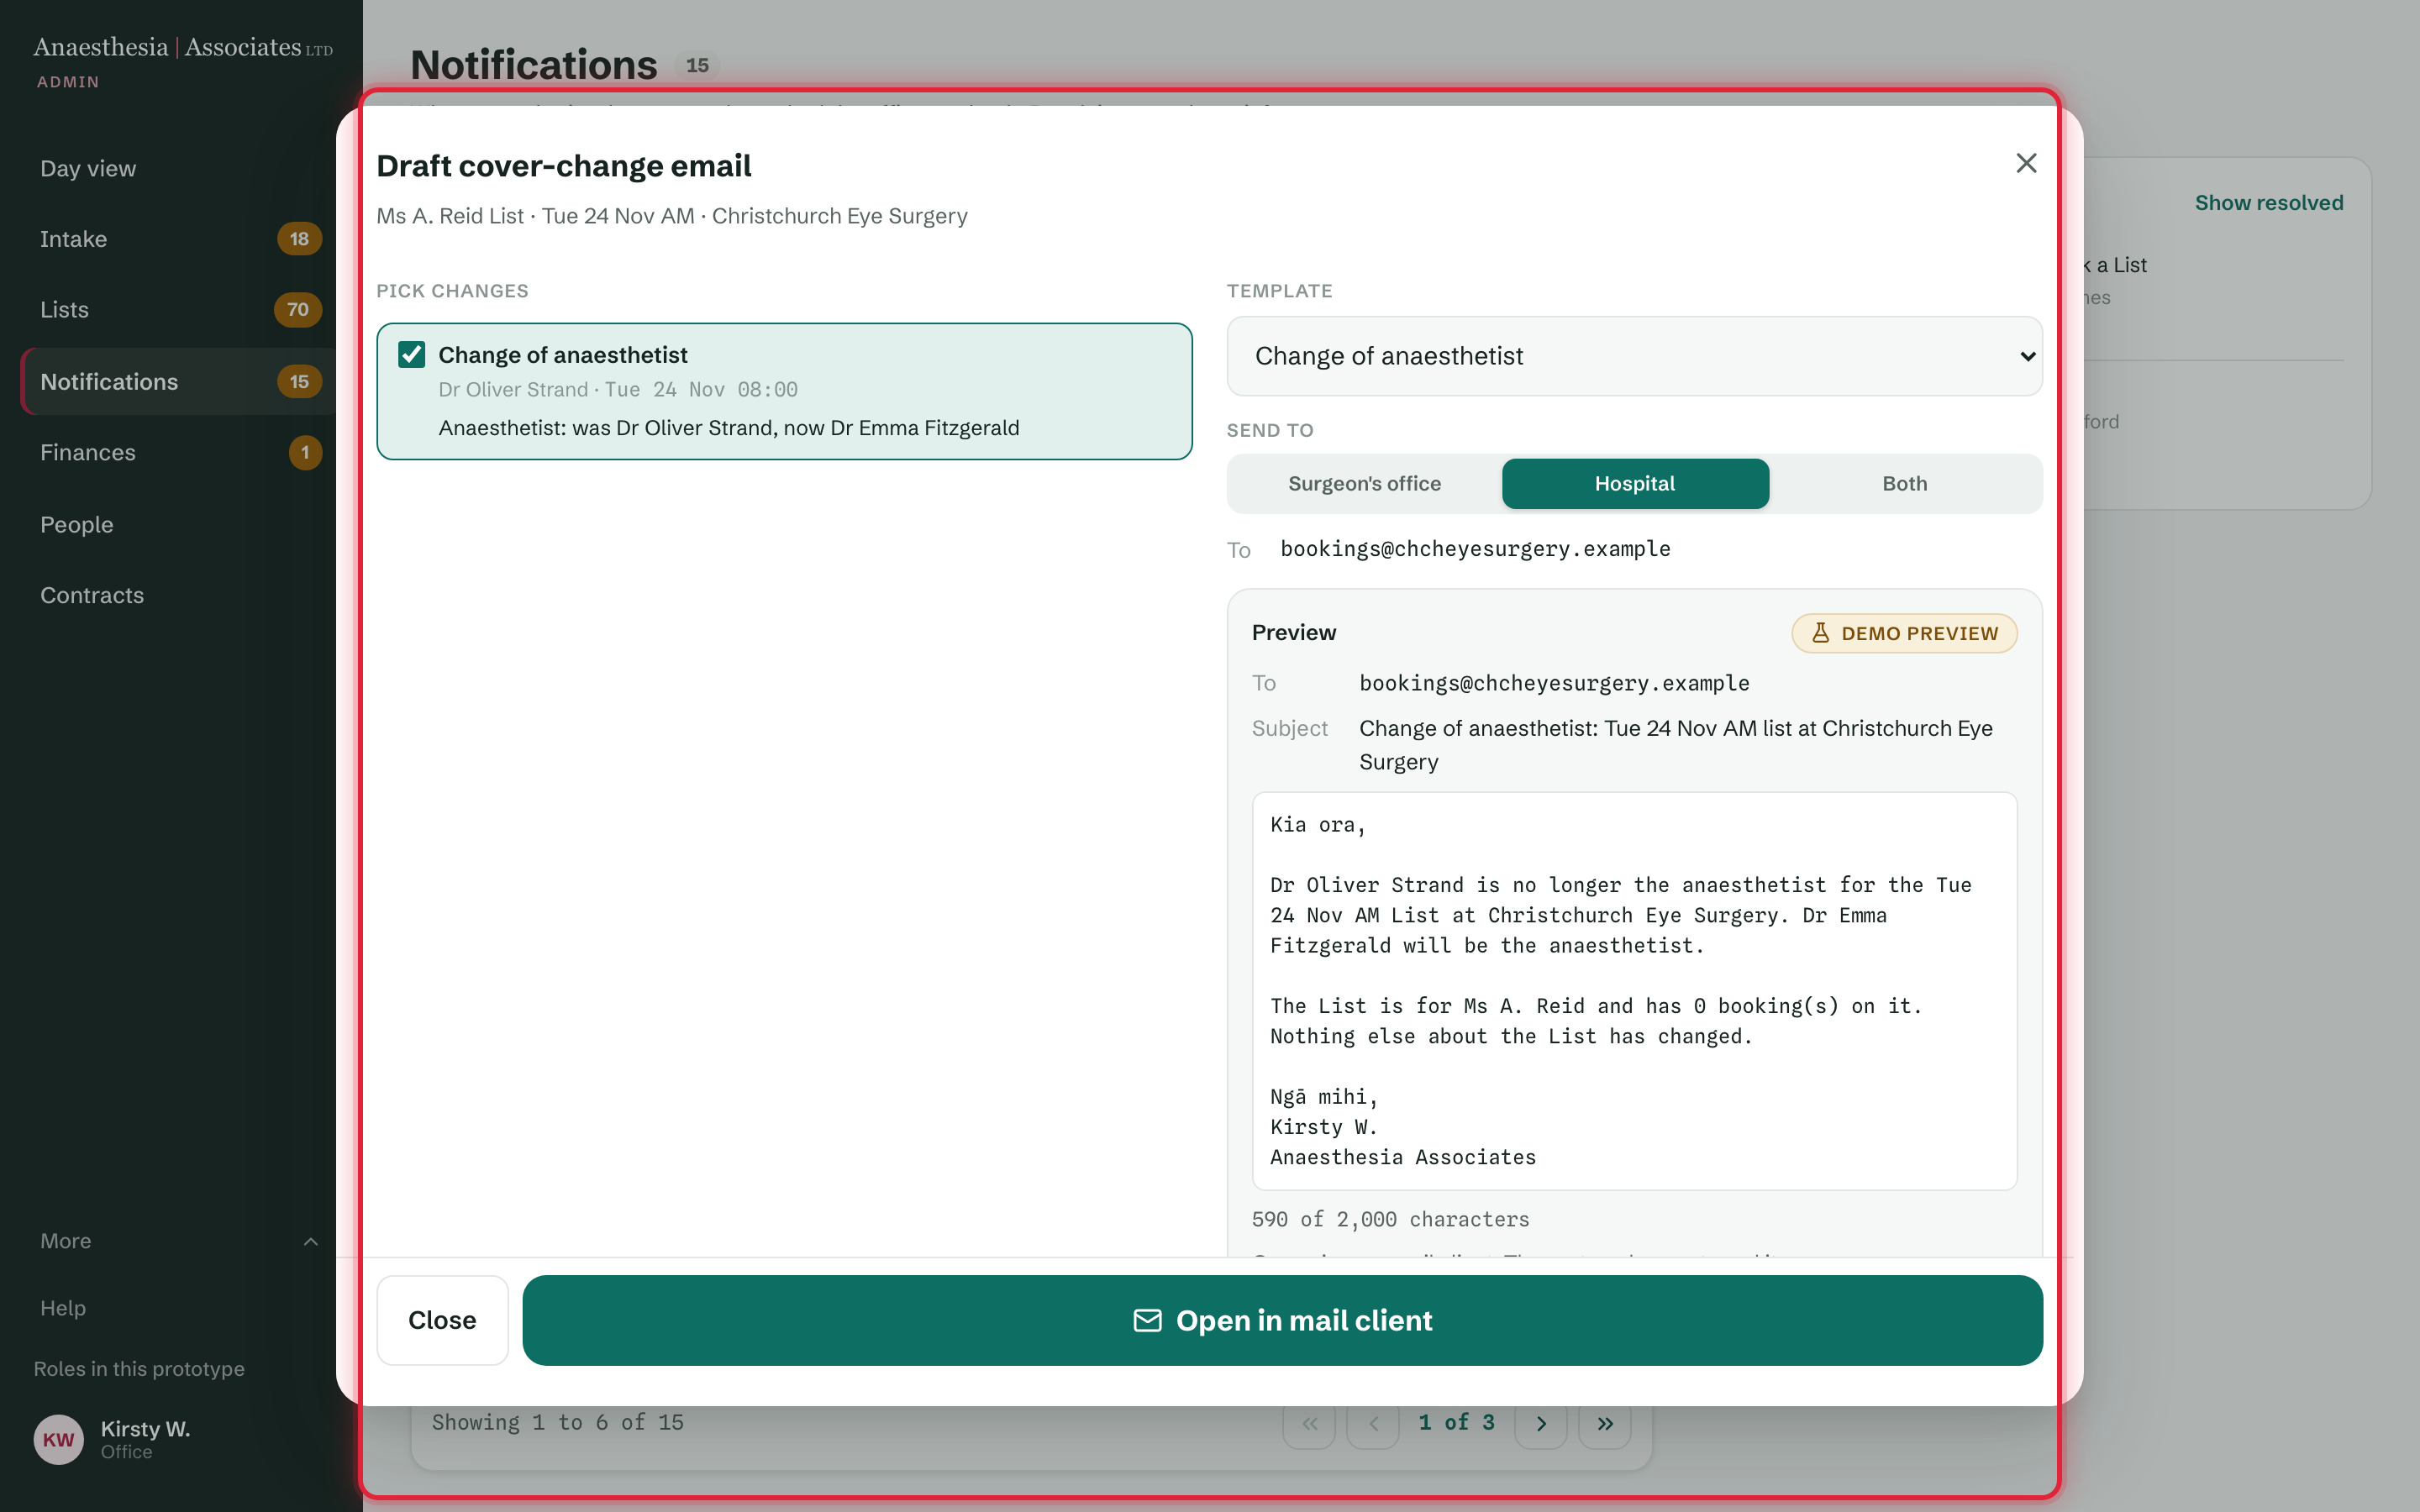 Anaesthesia | Associates LTD
ADMIN
Day view
Intake 18
Lists 70
Notifications 15
Finances 1
People
Contracts
More
Help
Roles in this prototype
KW Kirsty W.
Office
Notifications 15
Show resolved
a List
Draft cover-change email
Ms A. Reid List · Tue 24 Nov AM · Christchurch Eye Surgery
PICK CHANGES
Change of anaesthetist
Dr Oliver Strand · Tue 24 Nov 08:00
Anaesthetist: was Dr Oliver Strand, now Dr Emma Fitzgerald
TEMPLATE
Change of anaesthetist
SEND TO
Surgeon's office Hospital Both
To bookings@chcheyesurgery.example
Preview DEMO PREVIEW
To bookings@chcheyesurgery.example
Subject Change of anaesthetist: Tue 24 Nov AM list at Christchurch Eye
Surgery
Kia ora,
Dr Oliver Strand is no longer the anaesthetist for the Tue
24 Nov AM List at Christchurch Eye Surgery. Dr Emma
Fitzgerald will be the anaesthetist.
The List is for Ms A. Reid and has 0 booking(s) on it.
Nothing else about the List has changed.
Ngā mihi,
Kirsty W.
Anaesthesia Associates
590 of 2,000 characters
Close Open in mail client
Showing 1 to 6 of 15 « ‹ 1 of 3 › »